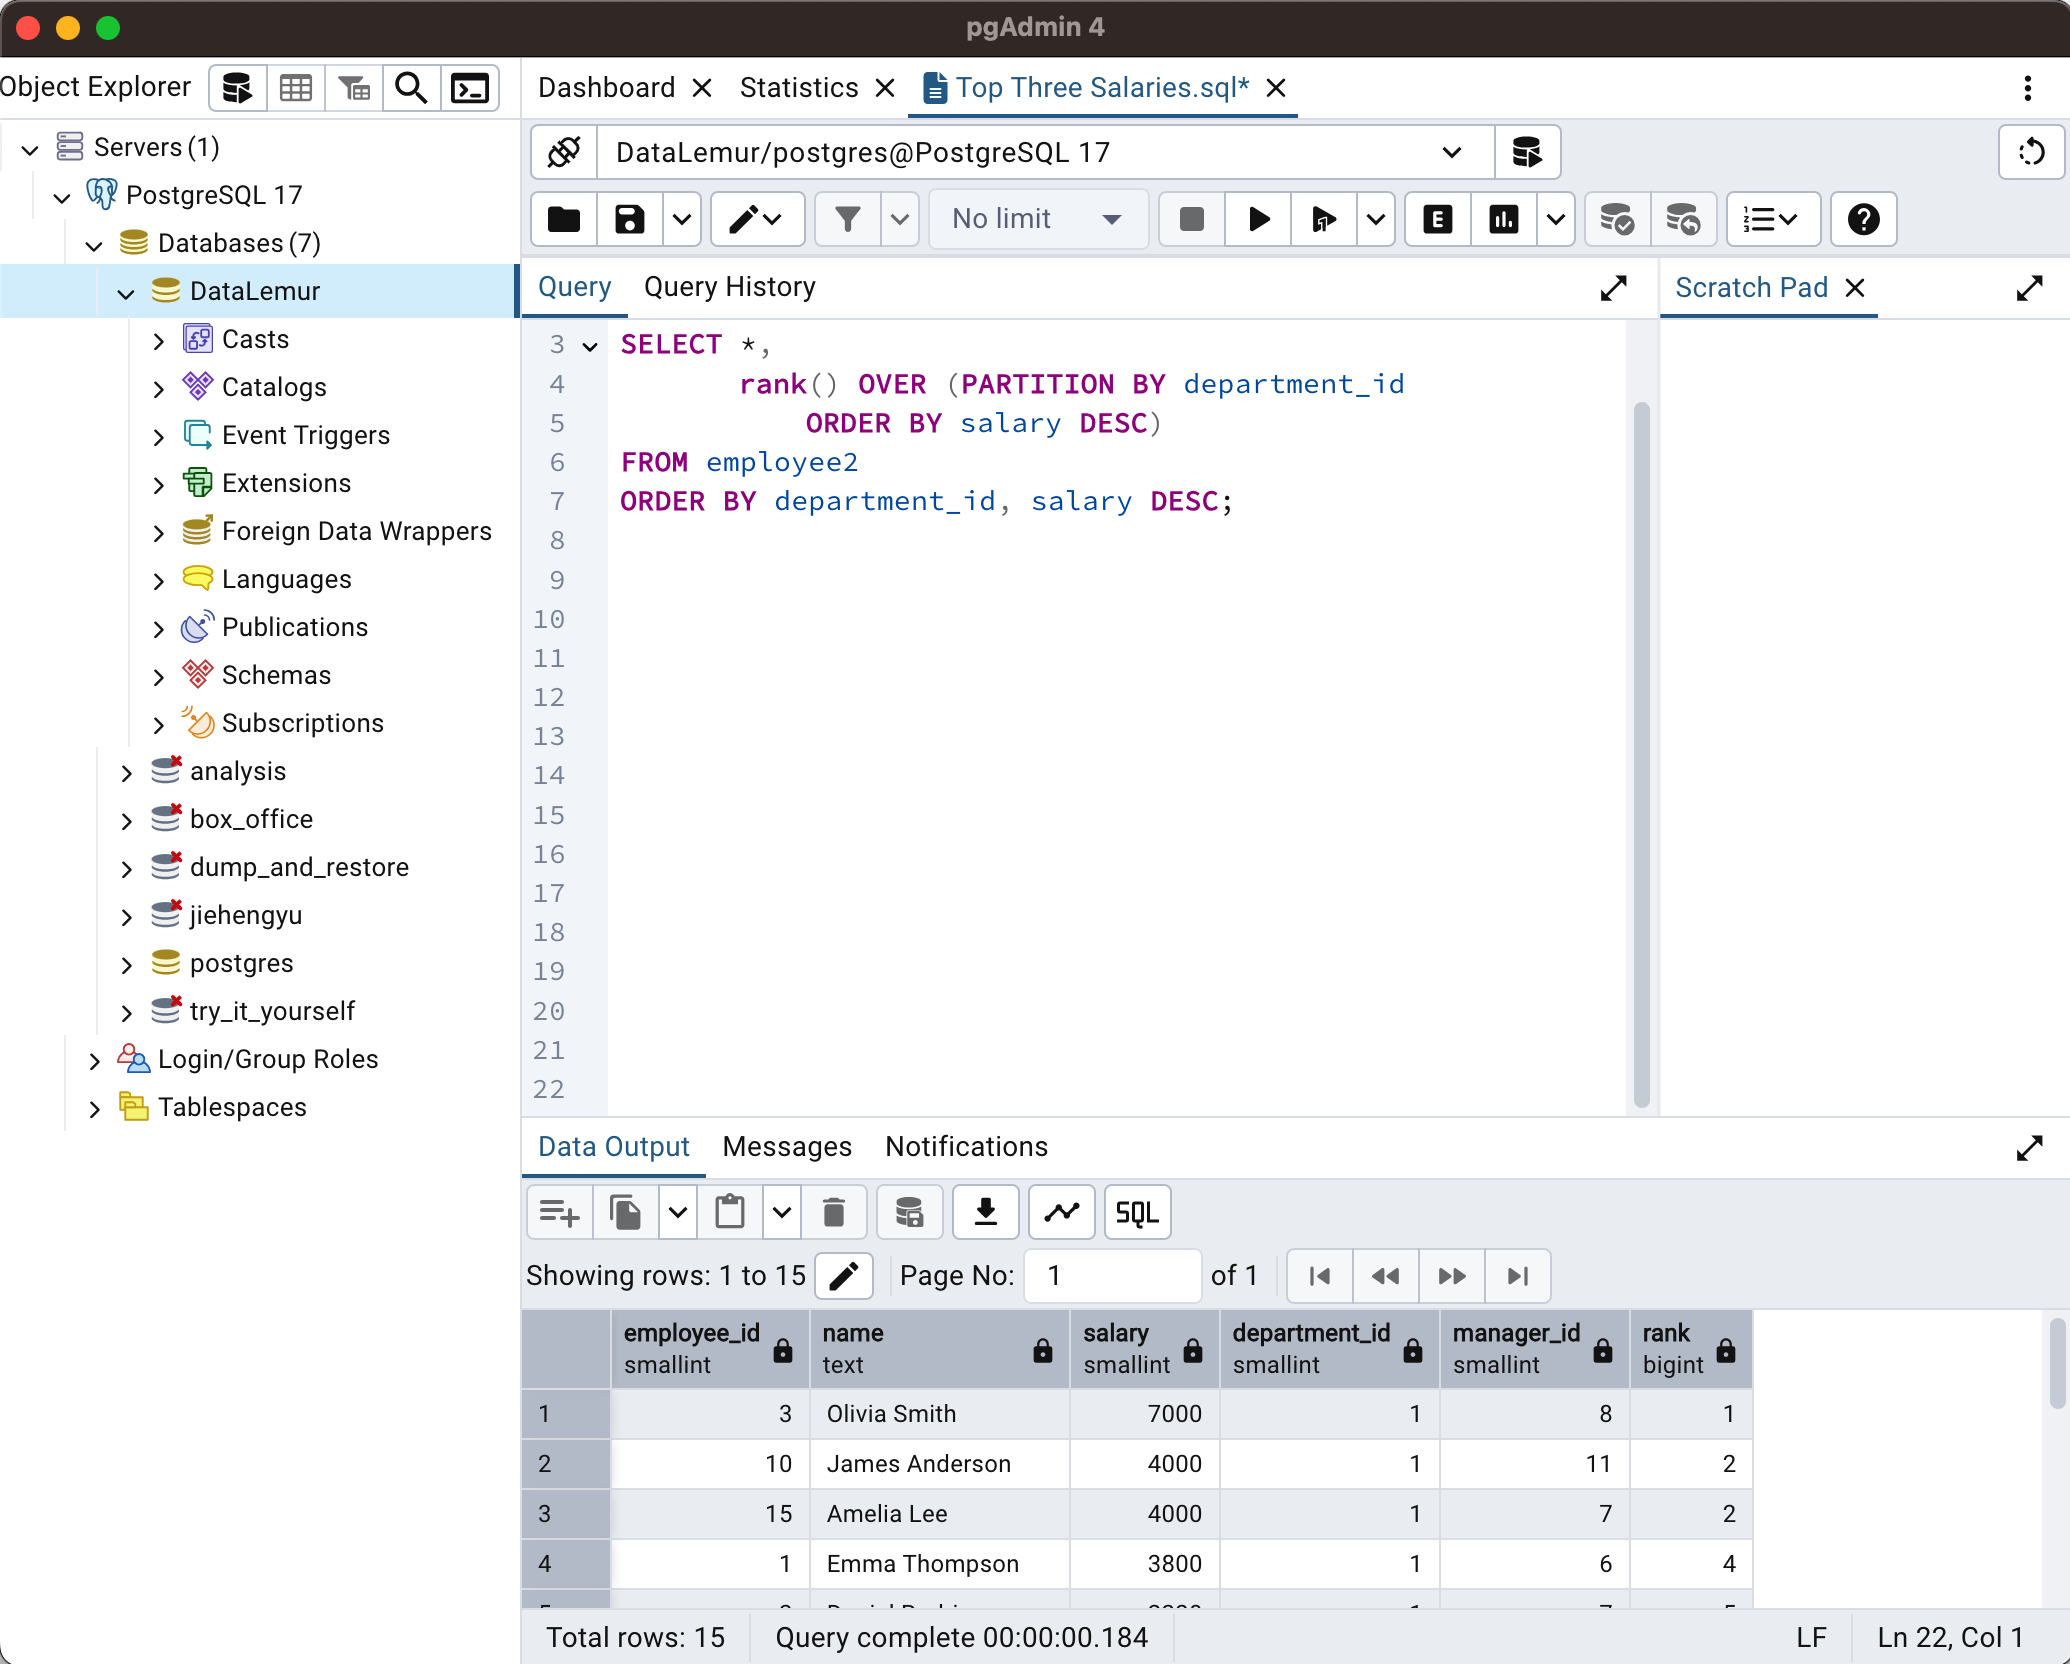 pgAdmin 4
Object Explorer
Servers (1)
PostgreSQL 17
Databases (7)
DataLemur
Casts
Catalogs
Event Triggers
Extensions
Foreign Data Wrappers
Languages
Publications
Schemas
Subscriptions
analysis
box_office
dump_and_restore
jiehengyu
postgres
try_it_yourself
Login/Group Roles
Tablespaces
Dashboard Statistics Top Three Salaries.sql*
DataLemur/postgres@PostgreSQL 17
No limit
Query Query History
Scratch Pad
3 SELECT *,
4 rank() OVER (PARTITION BY department_id
5 ORDER BY salary DESC)
6 FROM employee2
7 ORDER BY department_id, salary DESC;
8
9
10
11
12
13
14
15
16
17
18
19
20
21
22
Data Output Messages Notifications
SQL
Showing rows: 1 to 15 Page No: 1 of 1
employee_id name salary department_id manager_id rank
smallint text smallint smallint smallint bigint
1 3 Olivia Smith 7000 1 8 1
2 10 James Anderson 4000 1 11 2
3 15 Amelia Lee 4000 1 7 2
4 1 Emma Thompson 3800 1 6 4
Total rows: 15 Query complete 00:00:00.184 LF Ln 22, Col 1